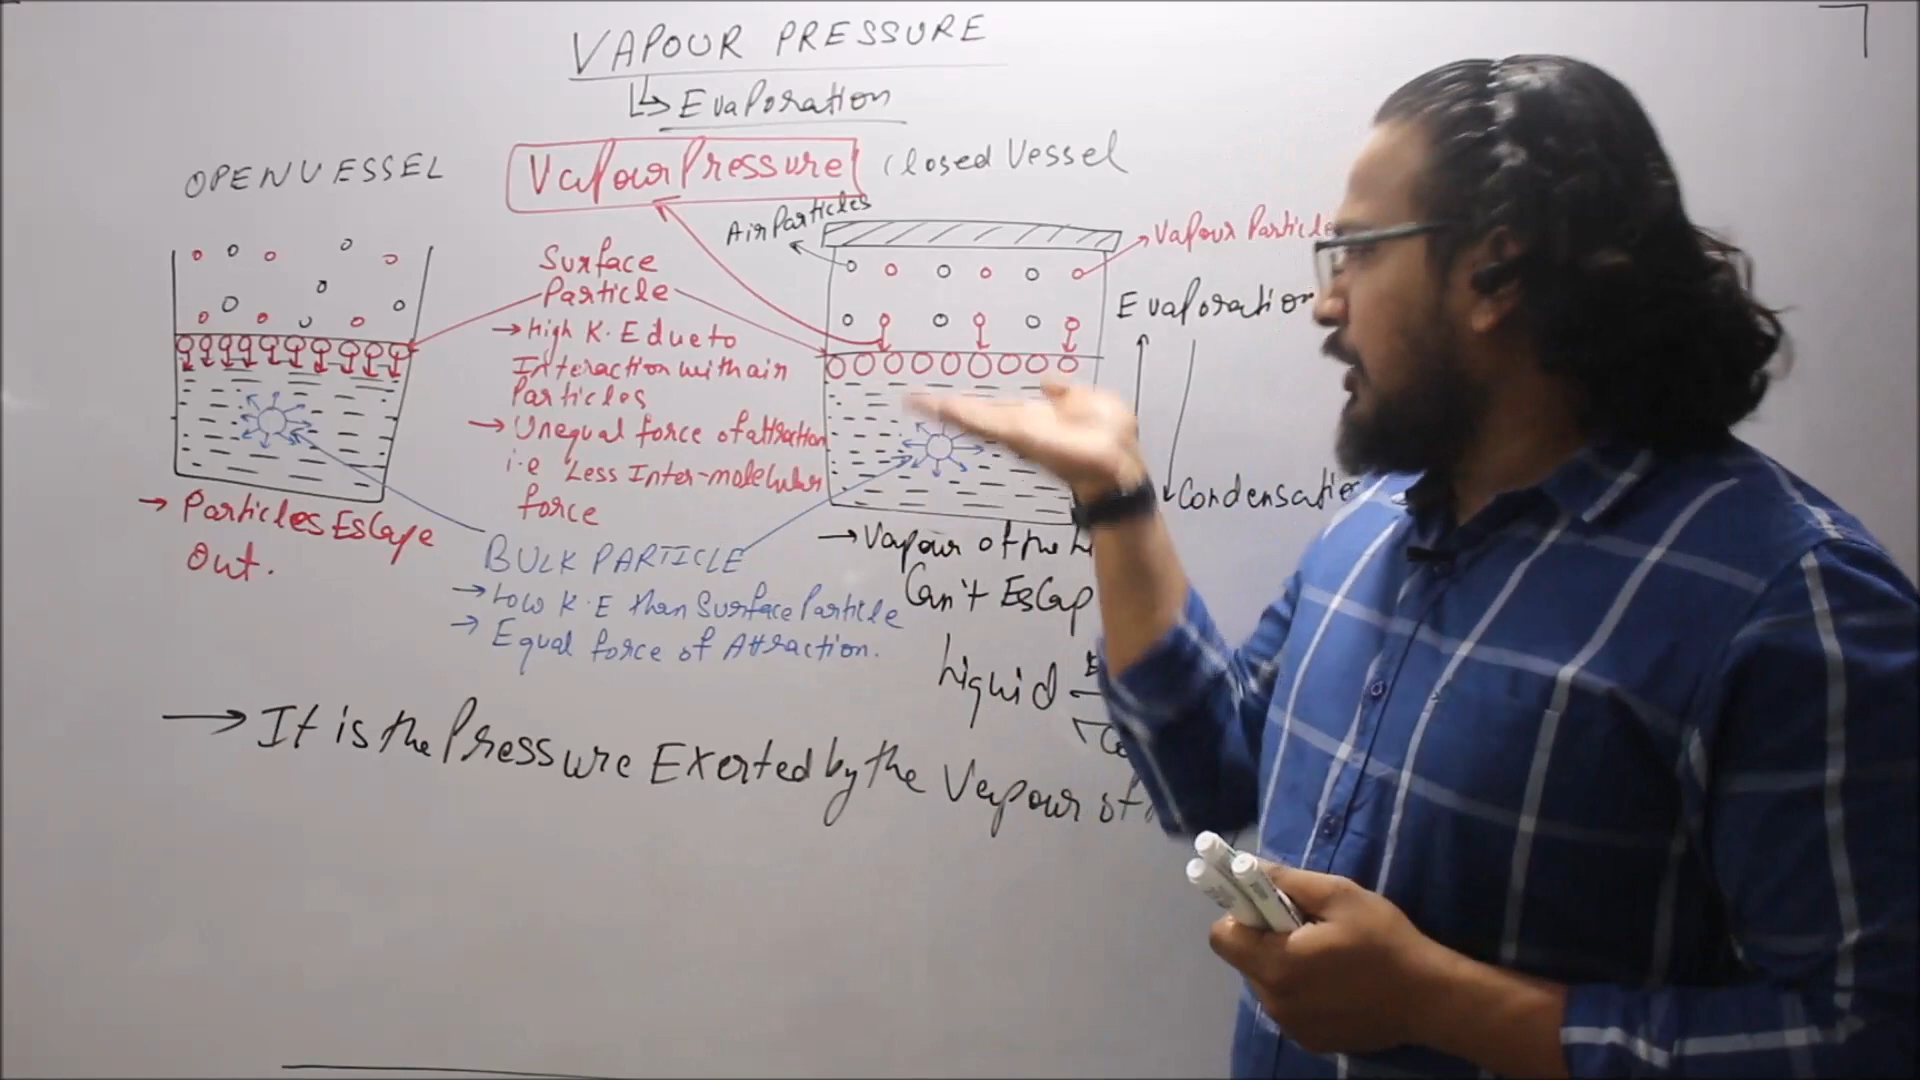 VAPOUR PRESSURE
↳ Evaporation
OPEN VESSEL
Vapour Pressure
Closed Vessel
Air Particles
Vapour Particle
Surface
Particle
→ High K.E due to
Interaction with air
Particles
→ Unequal force of attraction
i.e Less Inter-molecular
force
Evaporation
Condensatio
→ Particles Escape
Out.
BULK PARTICLE
→ Low K.E than Surface Particle
→ Equal force of Attraction.
→ Vapour of the
Can't Escap
Liquid
→ It is the Pressure Exerted by the Vapour of